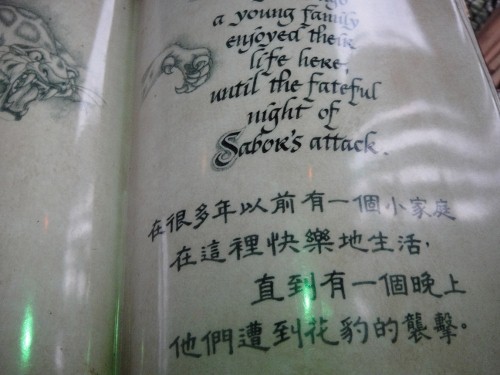 a young family
enjoyed their
life here,
until the fateful
night of
Sabor's attack.
在很多年以前有一個小家庭
在這裡快樂地生活,
直到有一個晚上
他們遭到花豹的襲擊。